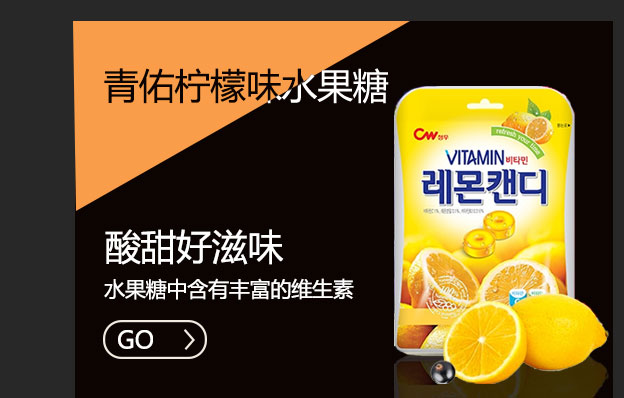 青佑柠檬味水果糖
CW 청우
refresh your time
VITAMIN 비타민
레몬캔디
酸甜好滋味
水果糖中含有丰富的维生素
GO